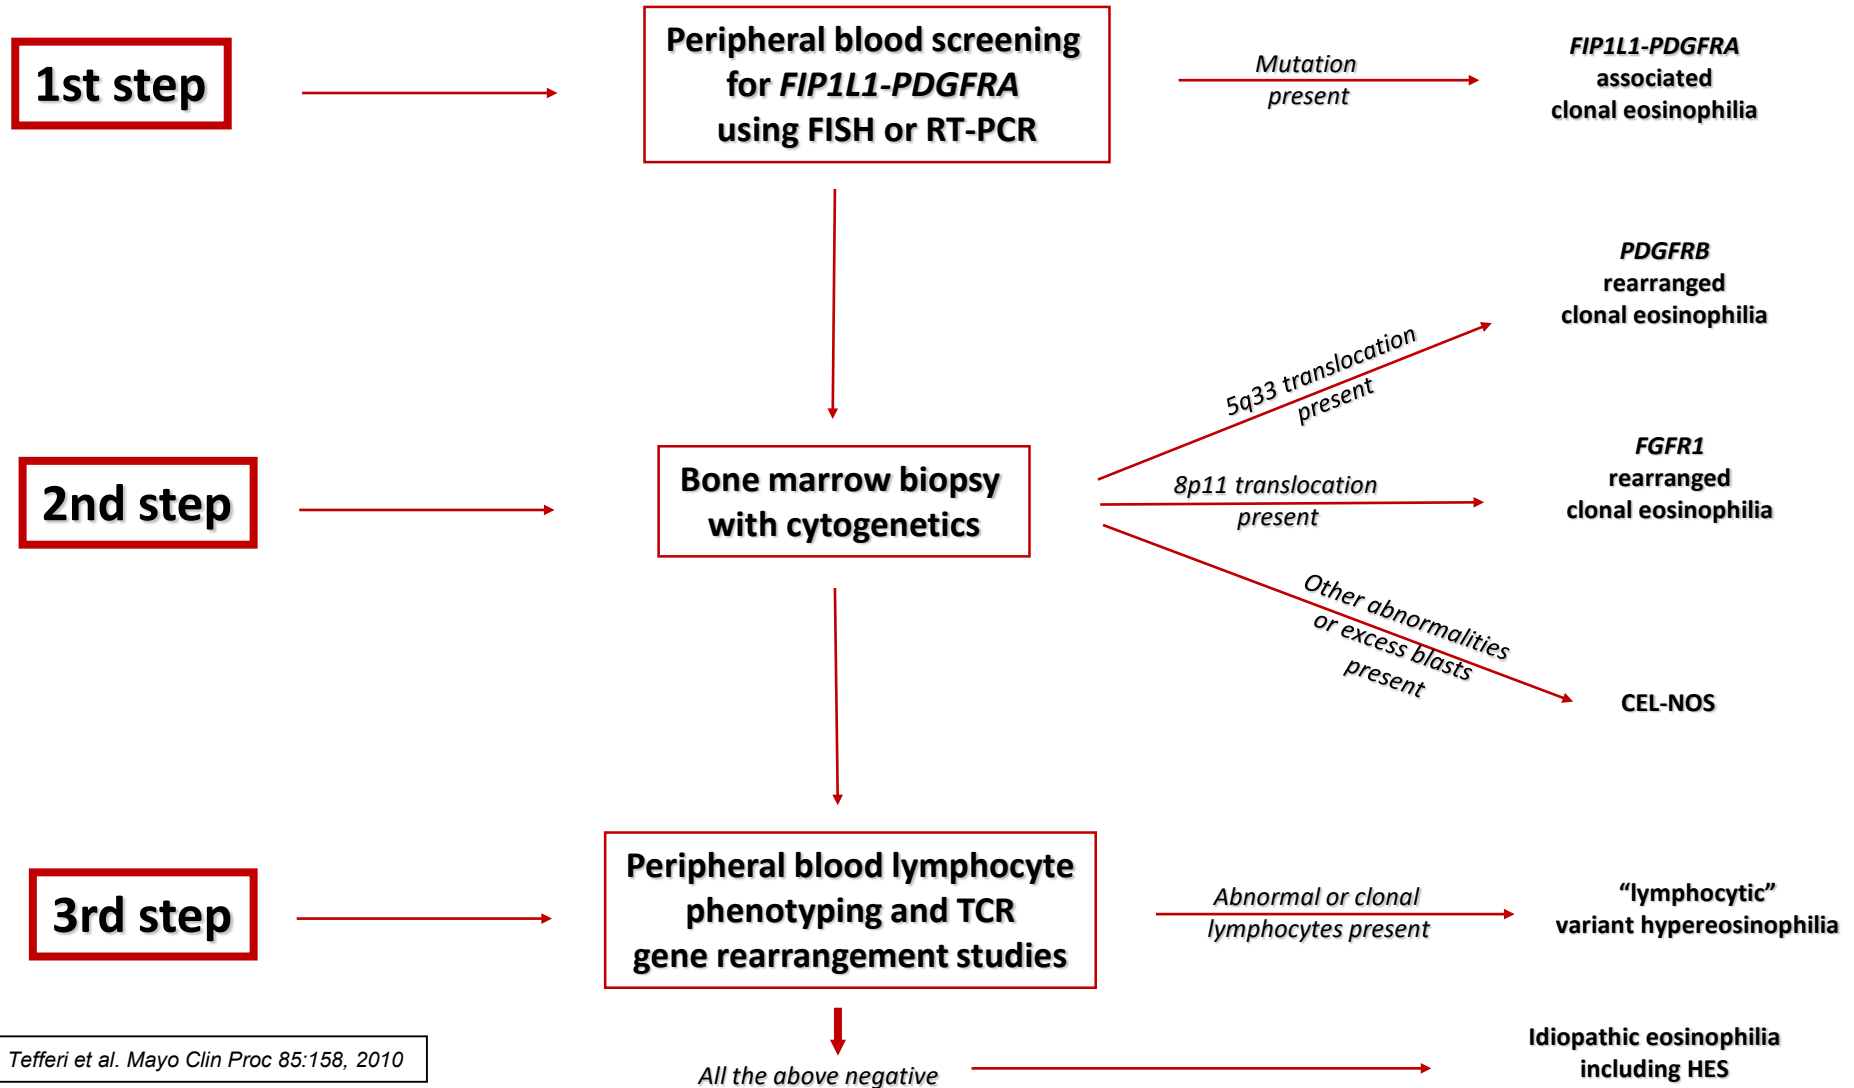 1st step
Peripheral blood screening
for FIP1L1-PDGFRA
using FISH or RT-PCR
Mutation
present
FIP1L1-PDGFRA
associated
clonal eosinophilia
PDGFRB
rearranged
clonal eosinophilia
5q33 translocation
present
2nd step
Bone marrow biopsy
with cytogenetics
8p11 translocation
present
FGFR1
rearranged
clonal eosinophilia
Other abnormalities
or excess blasts
present
CEL-NOS
3rd step
Peripheral blood lymphocyte
phenotyping and TCR
gene rearrangement studies
Abnormal or clonal
lymphocytes present
“lymphocytic”
variant hypereosinophilia
All the above negative
Idiopathic eosinophilia
including HES
Tefferi et al. Mayo Clin Proc 85:158, 2010